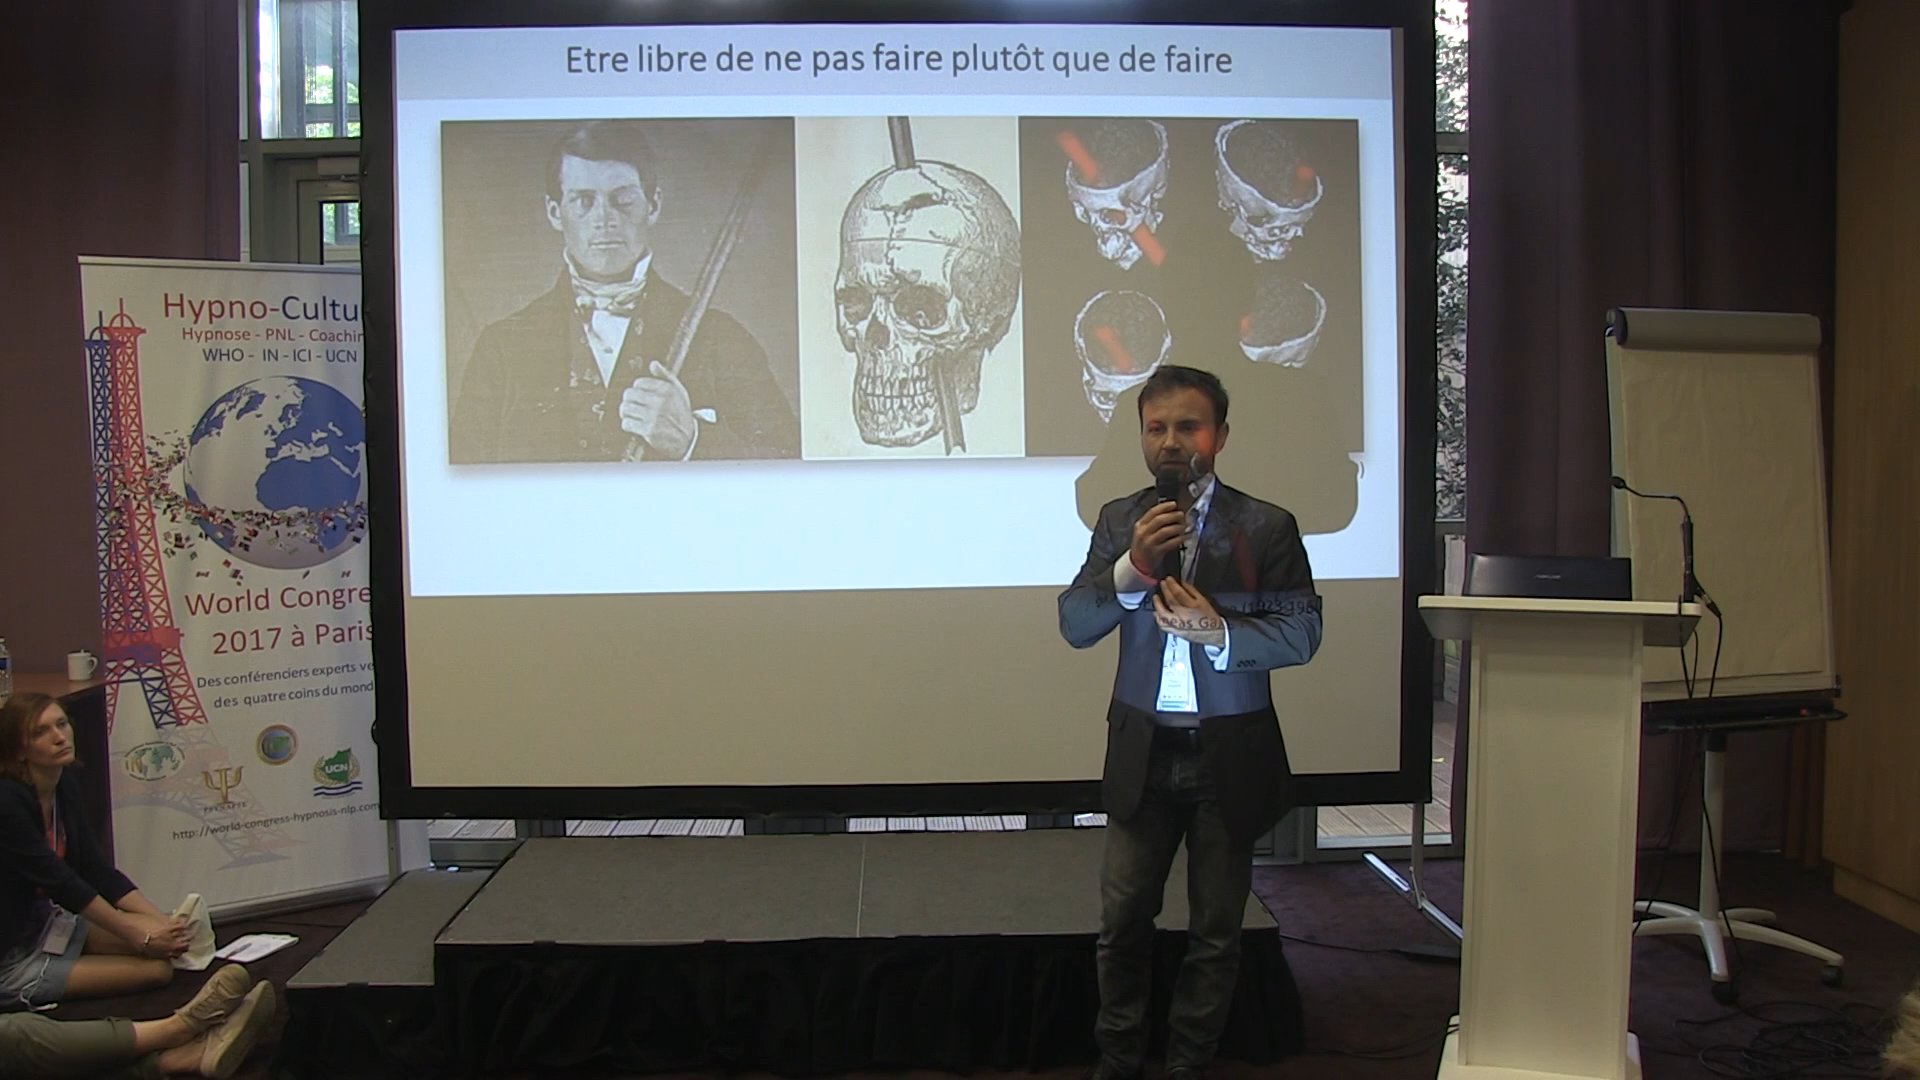 Etre libre de ne pas faire plutôt que de faire
Hypno-Cultu
Hypnose - PNL - Coachin
WHO - IN - ICI - UCN
World Congre
2017 à Paris
Des conférenciers experts ve
des quatre coins du mond
UCN
http://world-congress-hypnosis-nlp.com